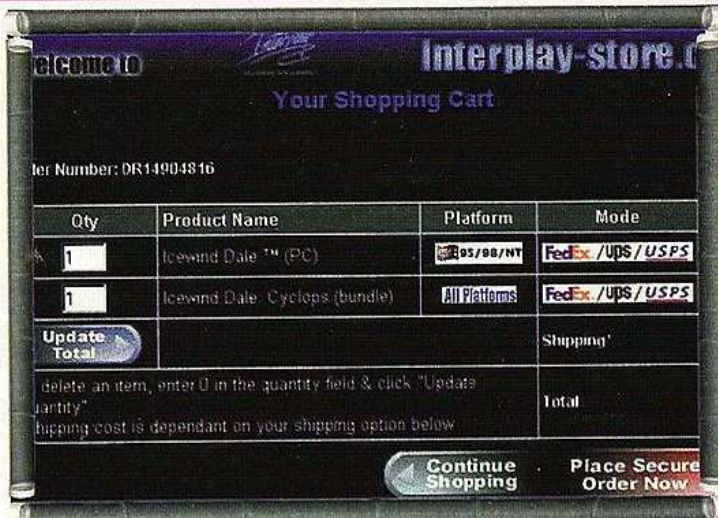 elcome to
Interplay
Interplay-store.c
Your Shopping Cart
der Number: DR14904816
Qty Product Name Platform Mode
1 Icewind Dale ™ (PC) 95/98/NT FedEx /UPS/USPS
1 Icewind Dale: Cyclops (bundle) All Platforms FedEx /UPS/USPS
Update
Total
Shipping*
delete an item, enter 0 in the quantity field & click "Update
uantity"
hipping cost is dependant on your shipping option below
Total
Continue
Shopping
Place Secure
Order Now